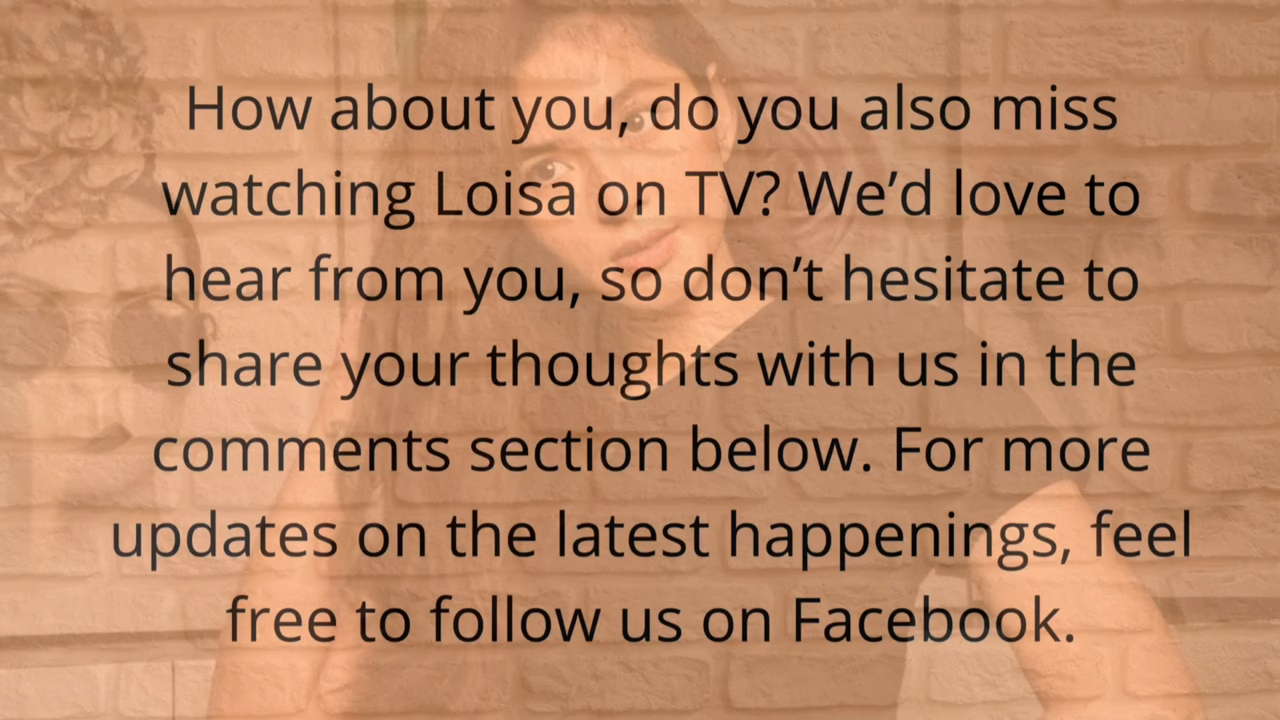 How about you, do you also miss
watching Loisa on TV? We’d love to
hear from you, so don’t hesitate to
share your thoughts with us in the
comments section below. For more
updates on the latest happenings, feel
free to follow us on Facebook.